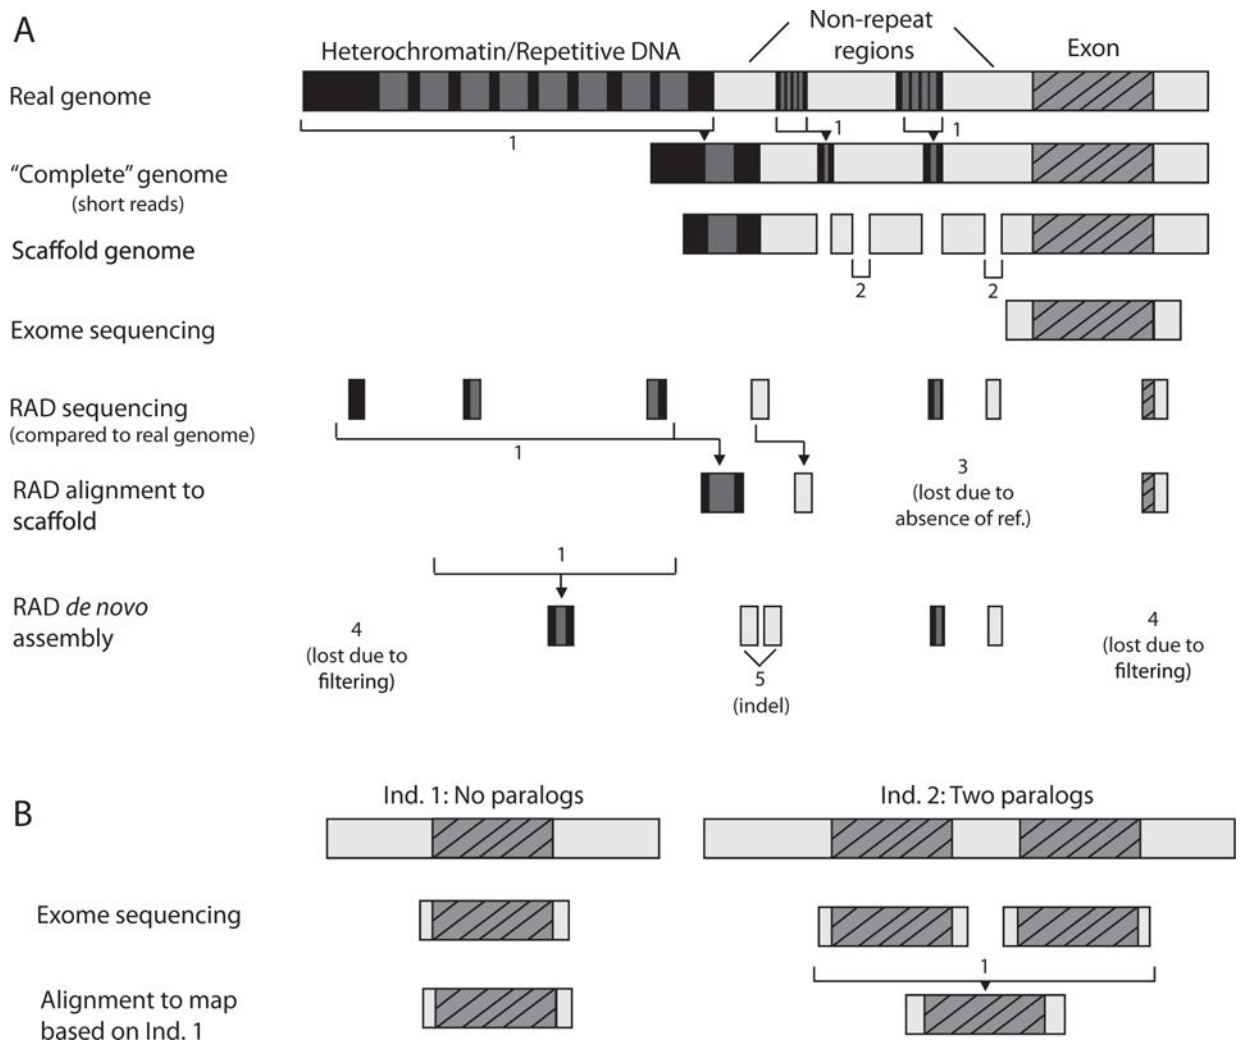 A
Non-repeat
regions
Heterochromatin/Repetitive DNA
Exon
Real genome
1
1
1
"Complete" genome
(short reads)
Scaffold genome
2
2
Exome sequencing
RAD sequencing
(compared to real genome)
1
RAD alignment to
scaffold
3
(lost due to
absence of ref.)
1
RAD de novo
assembly
4
(lost due to
filtering)
5
(indel)
4
(lost due to
filtering)
B
Ind. 1: No paralogs
Ind. 2: Two paralogs
Exome sequencing
1
Alignment to map
based on Ind. 1